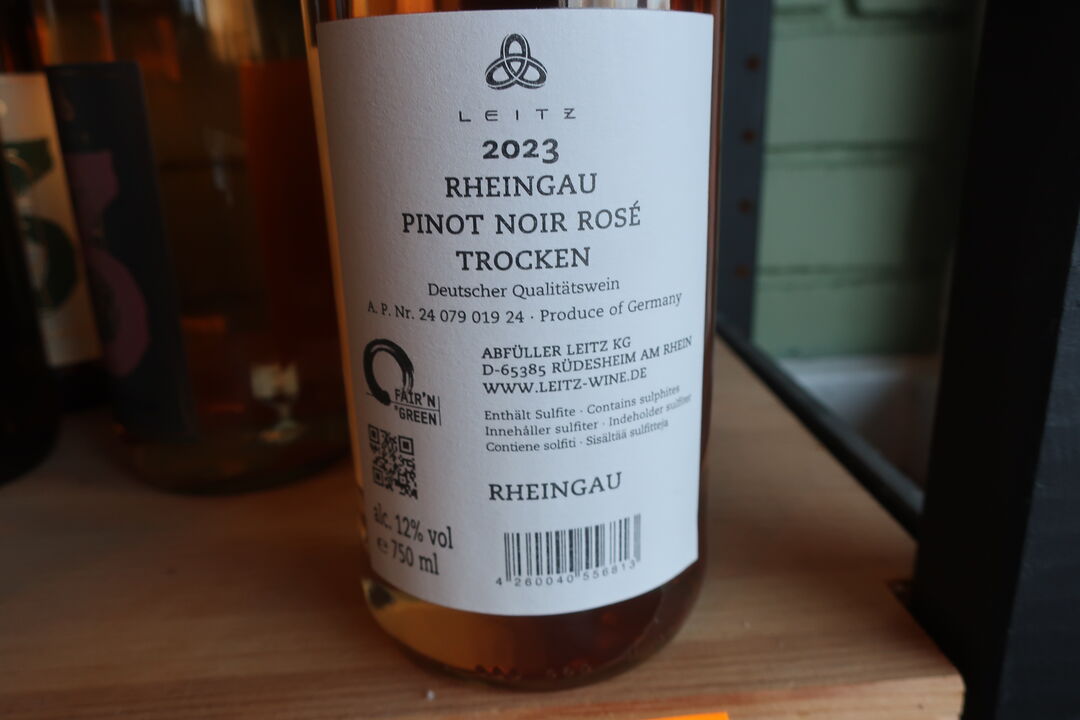 LEITZ
2023
RHEINGAU
PINOT NOIR ROSÉ
TROCKEN
Deutscher Qualitätswein
A. P. Nr. 24 079 019 24 · Produce of Germany
ABFÜLLER LEITZ KG
D-65385 RÜDESHEIM AM RHEIN
WWW.LEITZ-WINE.DE
FAIR'N
GREEN
Enthält Sulfite · Contains sulphites
Innehåller sulfiter · Indeholder sulfitter
Contiene solfiti · Sisältää sulfitteja
RHEINGAU
alc. 12% vol
e 750 ml
4 260040 556813